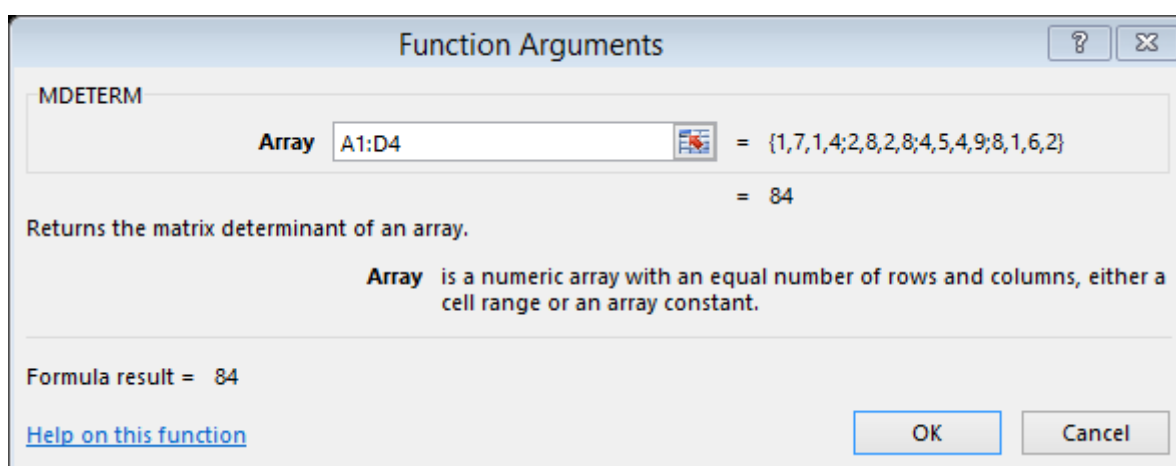 Function Arguments
MDETERM
Array A1:D4 = {1,7,1,4;2,8,2,8;4,5,4,9;8,1,6,2}
= 84
Returns the matrix determinant of an array.
Array is a numeric array with an equal number of rows and columns, either a
cell range or an array constant.
Formula result = 84
Help on this function OK Cancel